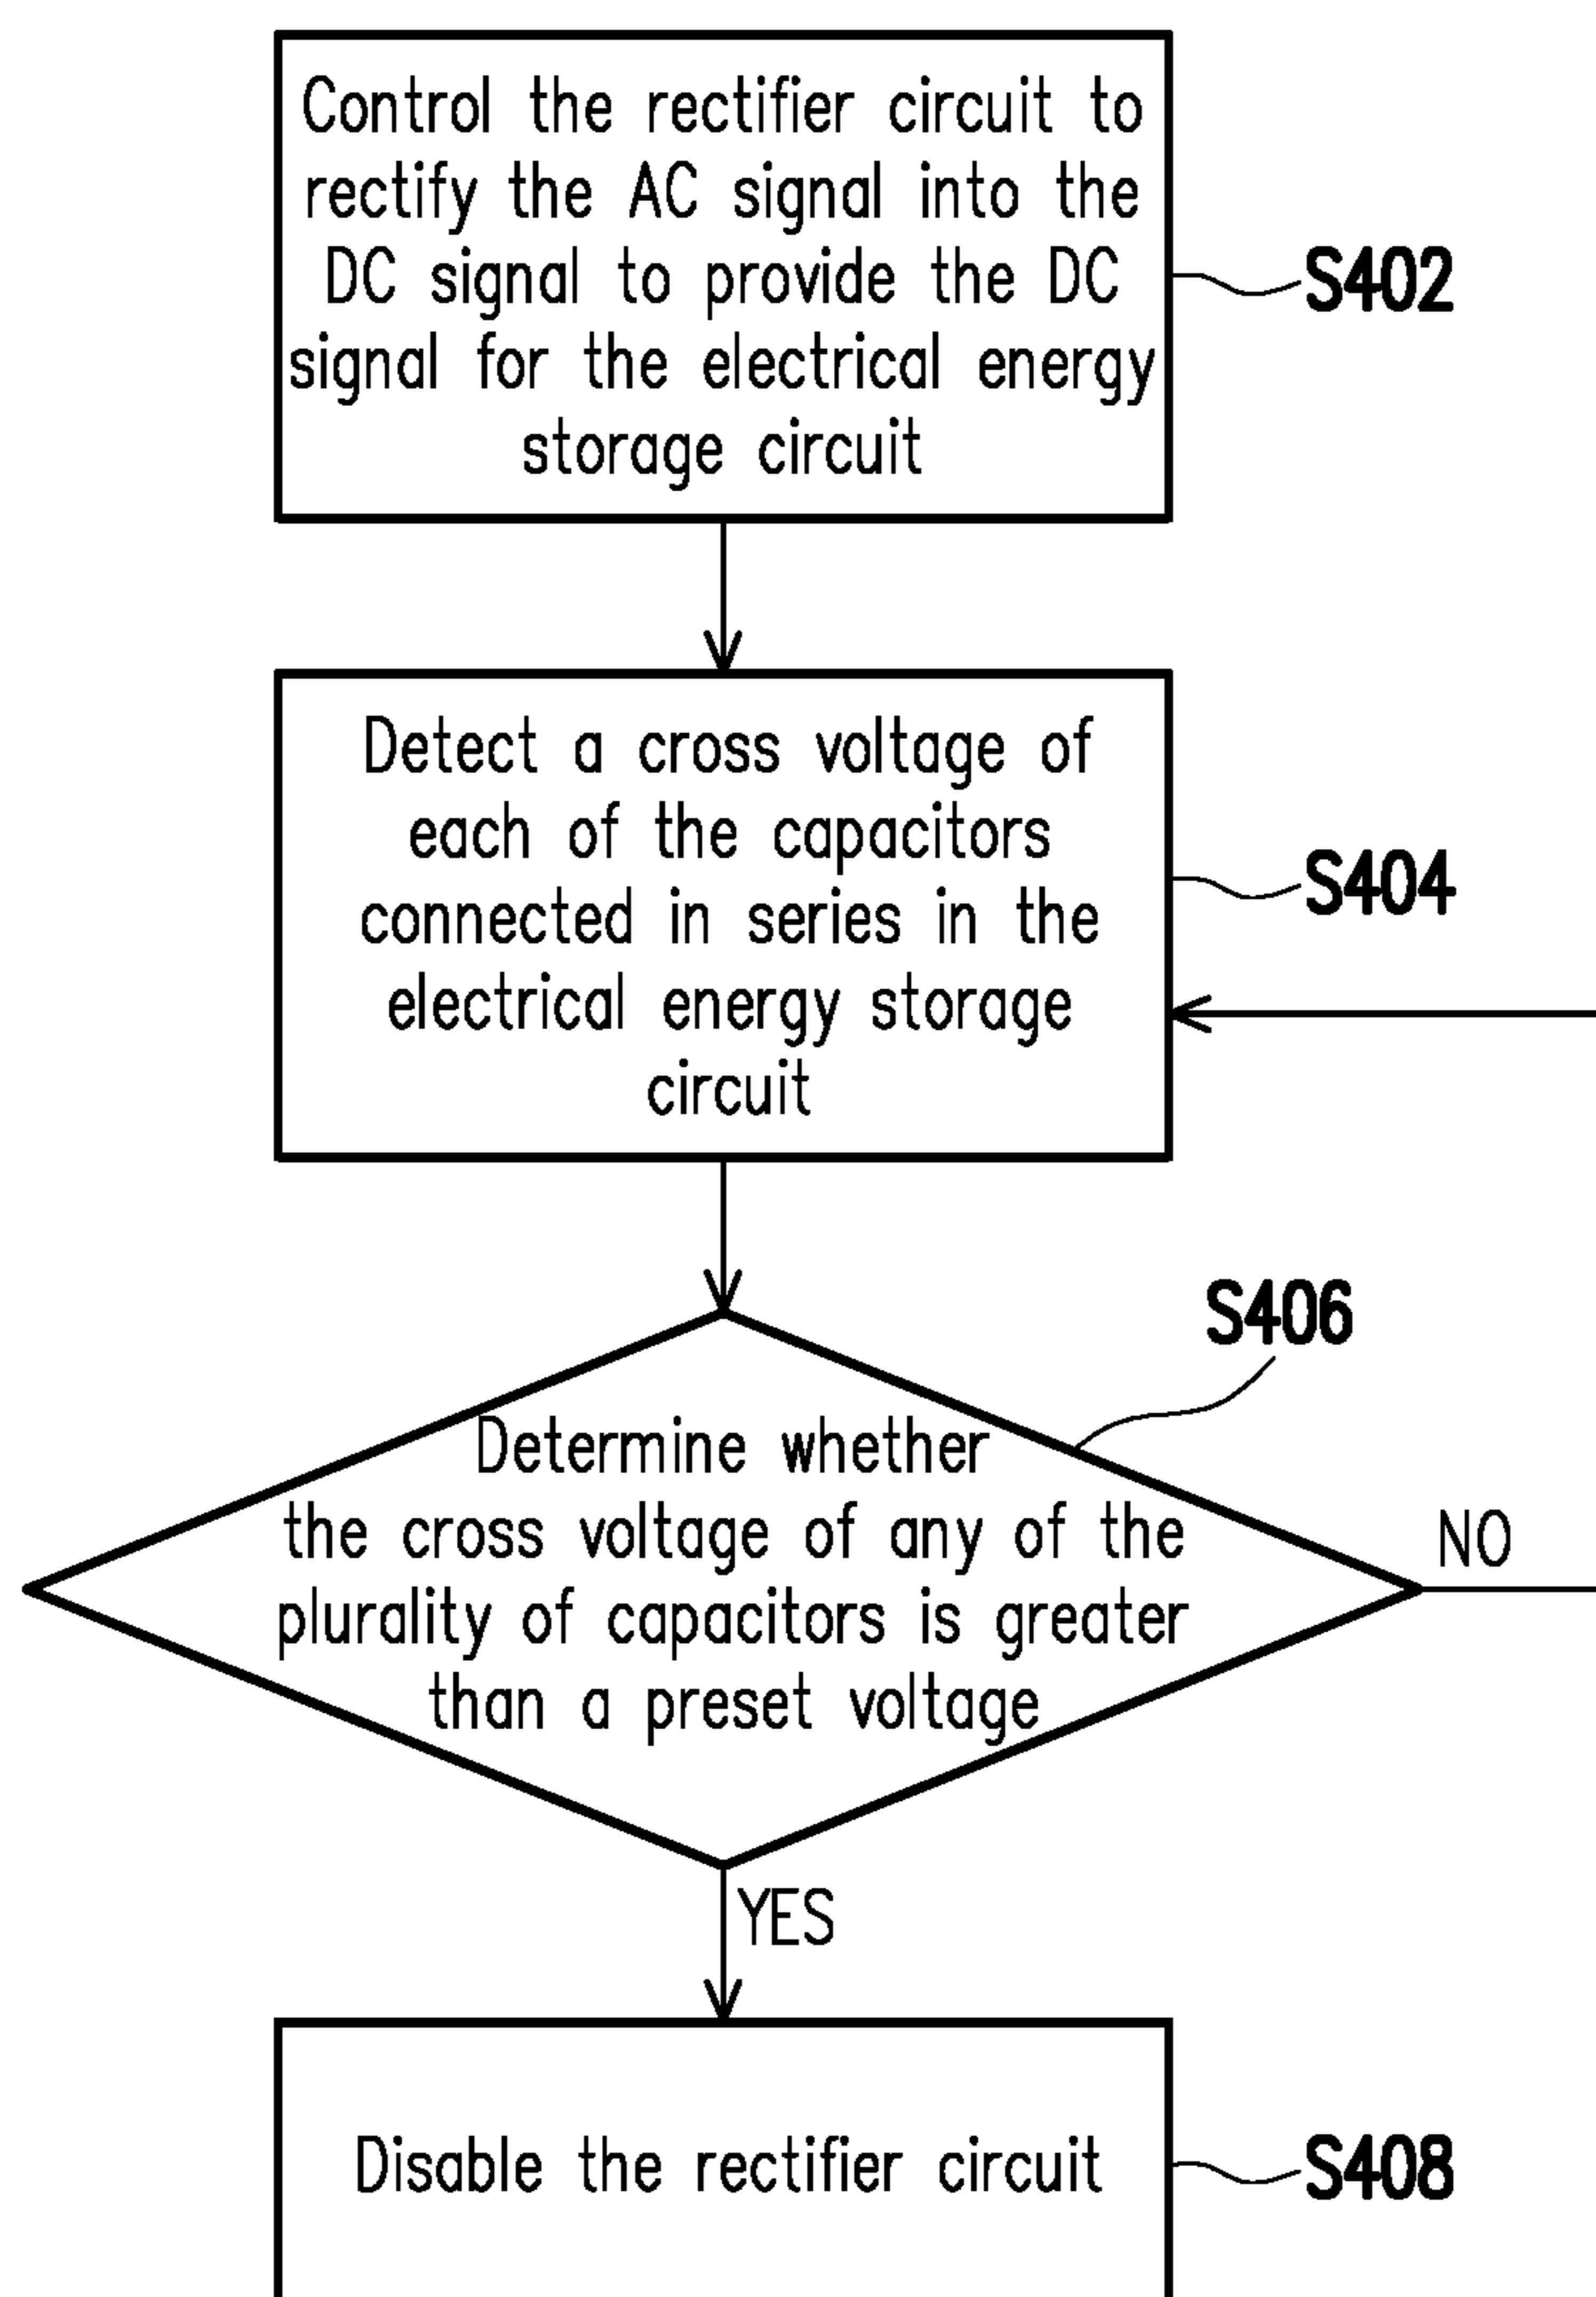 Control the rectifier circuit to
rectify the AC signal into the
DC signal to provide the DC
signal for the electrical energy
storage circuit
S402
Detect a cross voltage of
each of the capacitors
connected in series in the
electrical energy storage
circuit
S404
S406
Determine whether
the cross voltage of any of the
plurality of capacitors is greater
than a preset voltage
NO
YES
Disable the rectifier circuit
S408